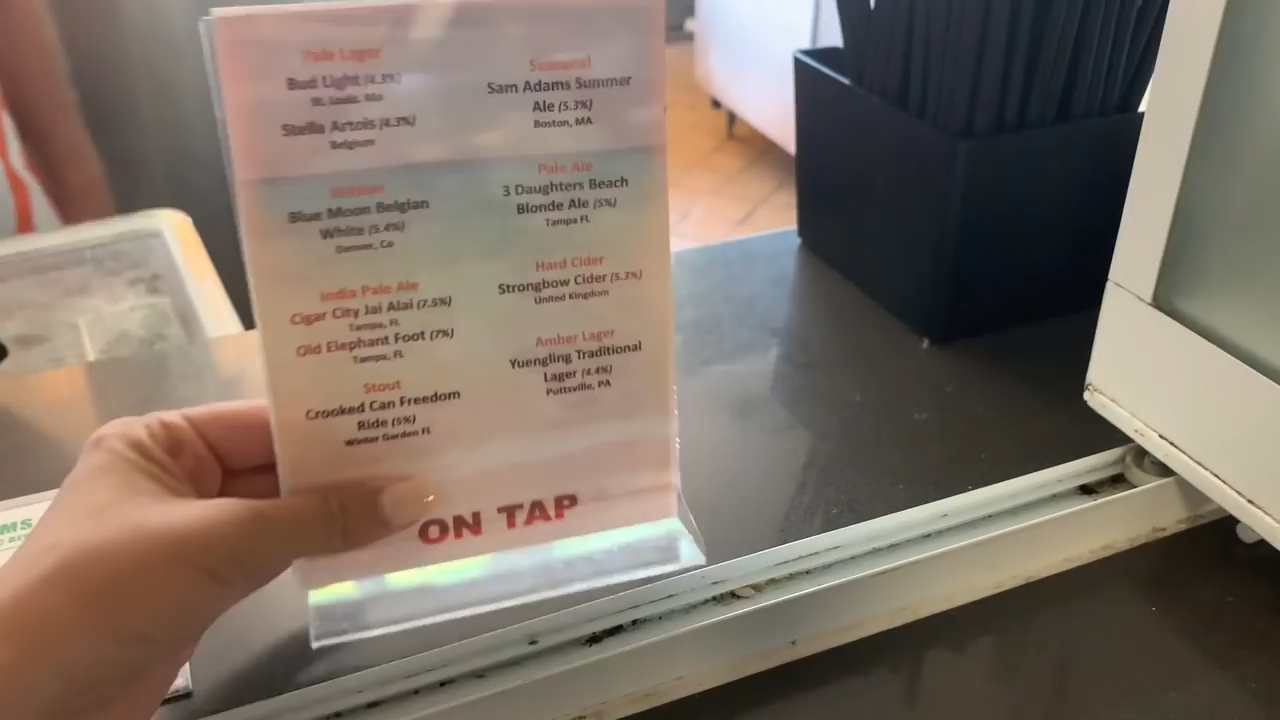 Pale Lager
Bud Light (4.3%)
St. Louis, Mo
Stella Artois (4.3%)
Belgium
Blue Moon Belgian
White (5.4%)
Denver, Co
India Pale Ale
Cigar City Jai Alai (7.5%)
Tampa, FL
Old Elephant Foot (7%)
Tampa, FL
Stout
Crooked Can Freedom
Ride (5%)
Winter Garden FL
Seasonal
Sam Adams Summer
Ale (5.3%)
Boston, MA
Pale Ale
3 Daughters Beach
Blonde Ale (5%)
Tampa FL
Hard Cider
Strongbow Cider (5.3%)
United Kingdom
Amber Lager
Yuengling Traditional
Lager (4.4%)
Pottsville, PA
ON TAP
MS